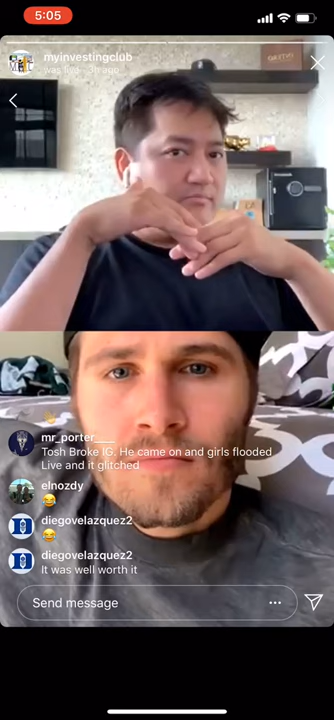 5:05
myinvestingclub
mr_porter____
Tosh Broke IG. He came on and girls flooded
Live and it glitched
elnozdy
diegovelazquez2
diegovelazquez2
It was well worth it
Send message